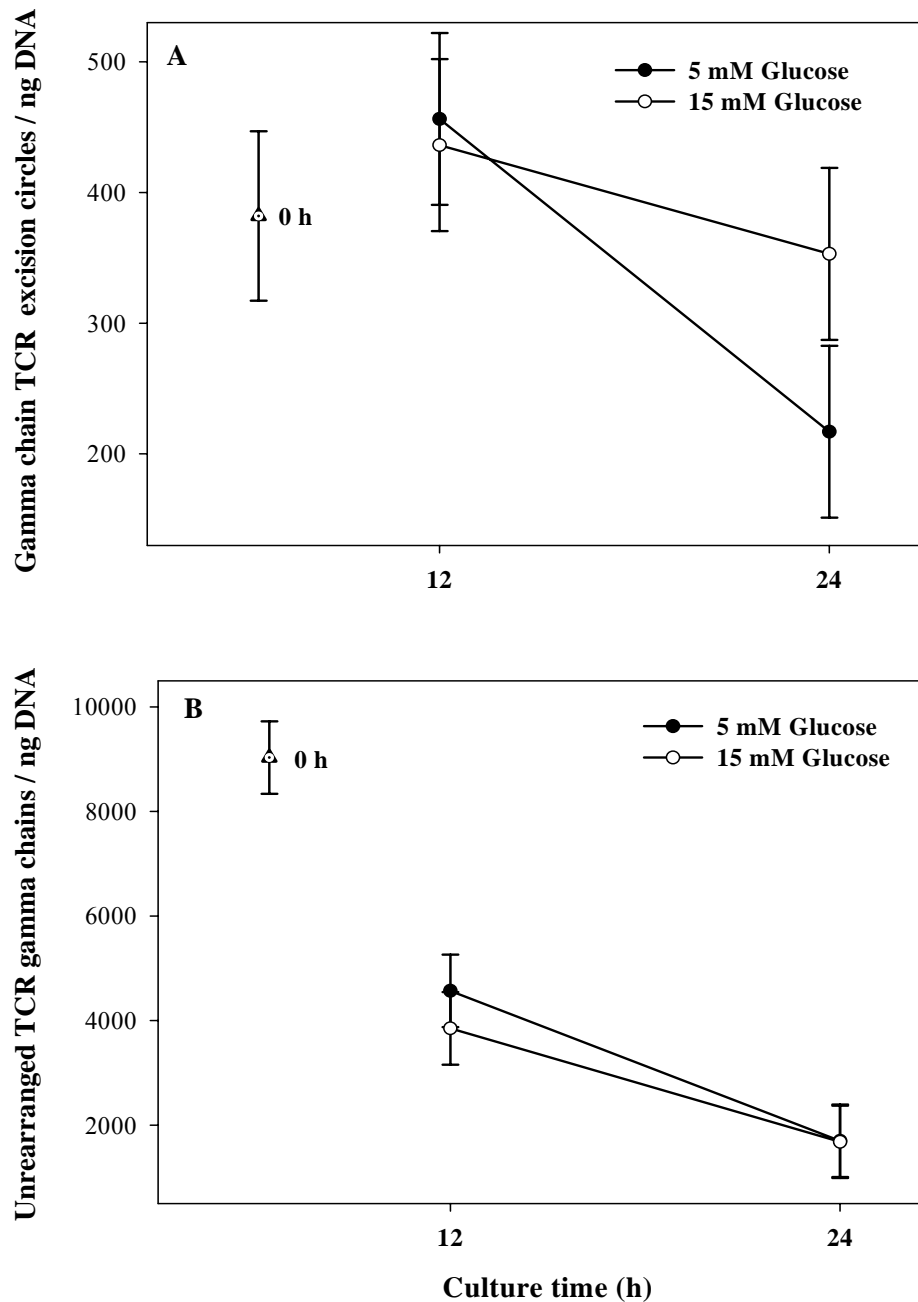 Gamma chain TCR excision circles / ng DNA
A
500
400
300
200
5 mM Glucose
15 mM Glucose
0 h
12
24
Unrearranged TCR gamma chains / ng DNA
B
10000
8000
6000
4000
2000
5 mM Glucose
15 mM Glucose
0 h
12
24
Culture time (h)